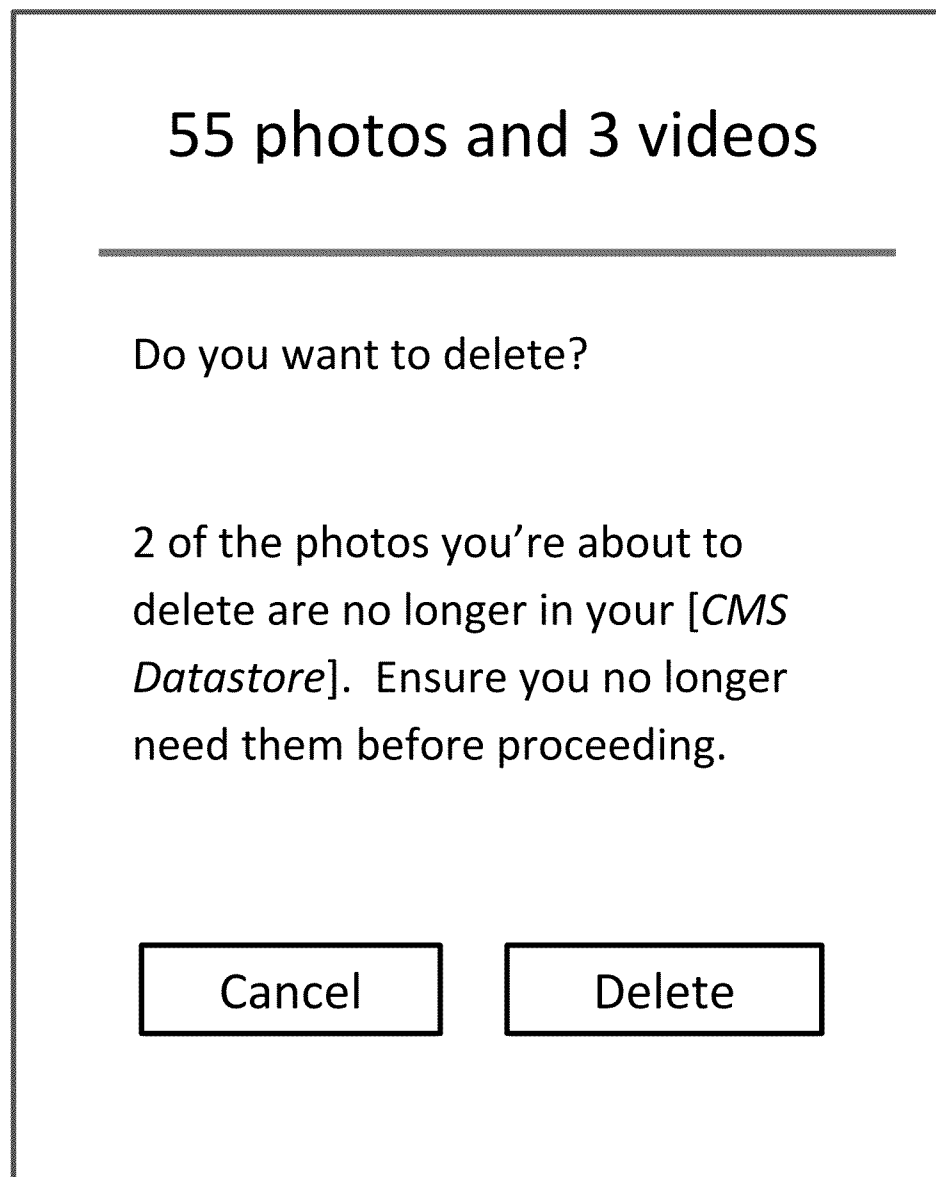 55 photos and 3 videos
Do you want to delete?
2 of the photos you’re about to
delete are no longer in your [CMS
Datastore].  Ensure you no longer
need them before proceeding.
Cancel
Delete